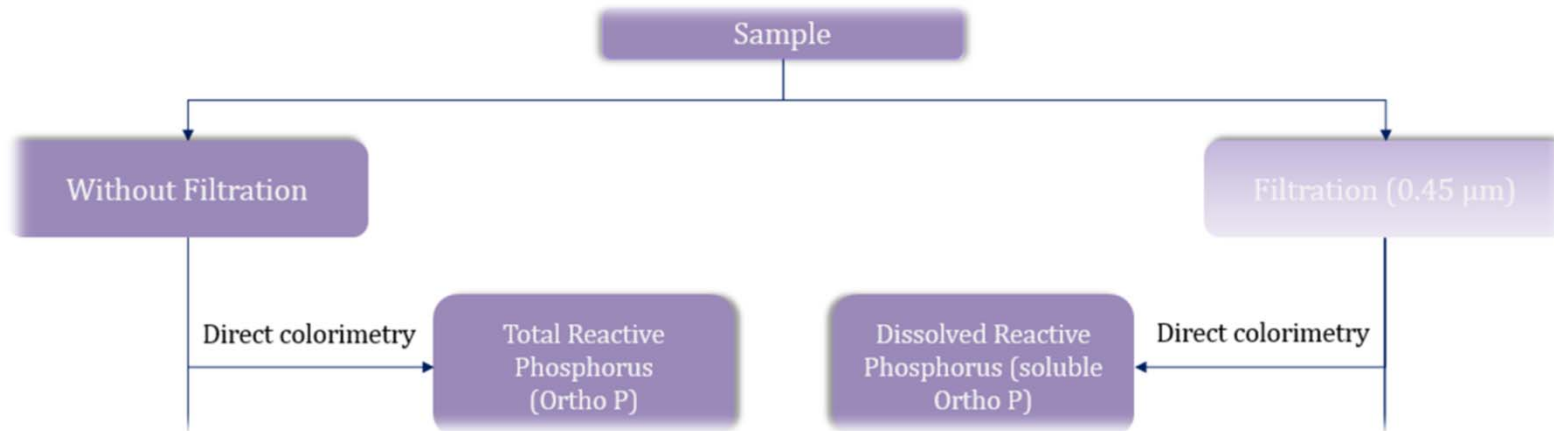 Sample
Without Filtration
Filtration (0.45 μm)
Direct colorimetry
Total Reactive
Phosphorus
(Ortho P)
Dissolved Reactive
Phosphorus (soluble
Ortho P)
Direct colorimetry